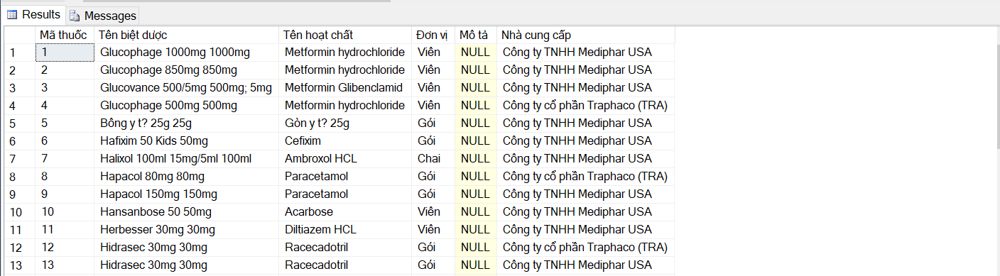 Results Messages
Mã thuốc Tên biệt dược Tên hoạt chất Đơn vị Mô tả Nhà cung cấp
1 1 Glucophage 1000mg 1000mg Metformin hydrochloride Viên NULL Công ty TNHH Mediphar USA
2 2 Glucophage 850mg 850mg Metformin hydrochloride Viên NULL Công ty TNHH Mediphar USA
3 3 Glucovance 500/5mg 500mg; 5mg Metformin Glibenclamid Viên NULL Công ty TNHH Mediphar USA
4 4 Glucophage 500mg 500mg Metformin hydrochloride Viên NULL Công ty cổ phần Traphaco (TRA)
5 5 Bông y t? 25g 25g Gòn y t? 25g Gói NULL Công ty TNHH Mediphar USA
6 6 Hafixim 50 Kids 50mg Cefixim Gói NULL Công ty TNHH Mediphar USA
7 7 Halixol 100ml 15mg/5ml 100ml Ambroxol HCL Chai NULL Công ty TNHH Mediphar USA
8 8 Hapacol 80mg 80mg Paracetamol Gói NULL Công ty cổ phần Traphaco (TRA)
9 9 Hapacol 150mg 150mg Paracetamol Gói NULL Công ty TNHH Mediphar USA
10 10 Hansanbose 50 50mg Acarbose Viên NULL Công ty TNHH Mediphar USA
11 11 Herbesser 30mg 30mg Diltiazem HCL Viên NULL Công ty TNHH Mediphar USA
12 12 Hidrasec 30mg 30mg Racecadotril Gói NULL Công ty cổ phần Traphaco (TRA)
13 13 Hidrasec 30mg 30mg Racecadotril Gói NULL Công ty TNHH Mediphar USA